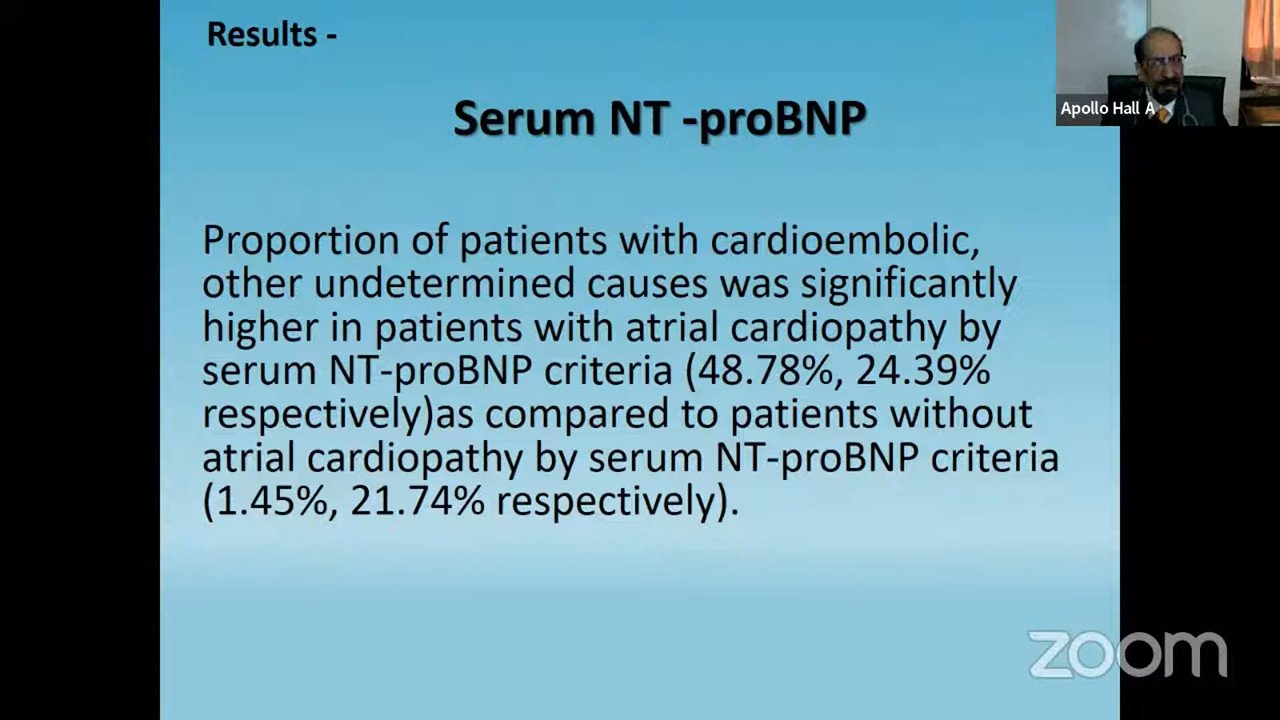 Results -
Apollo Hall A
Serum NT -proBNP
Proportion of patients with cardioembolic,
other undetermined causes was significantly
higher in patients with atrial cardiopathy by
serum NT-proBNP criteria (48.78%, 24.39%
respectively)as compared to patients without
atrial cardiopathy by serum NT-proBNP criteria
(1.45%, 21.74% respectively).
zoom